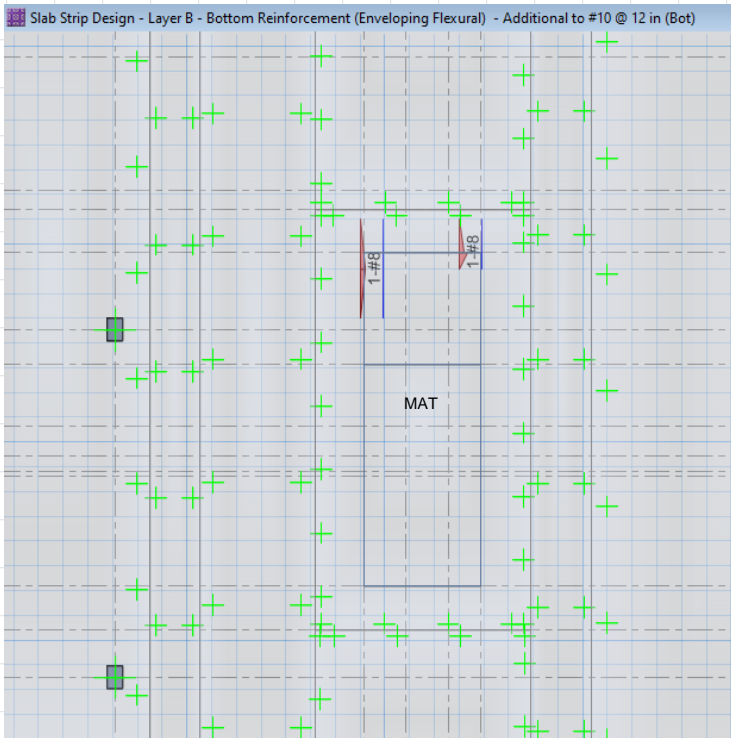 Slab Strip Design - Layer B - Bottom Reinforcement (Enveloping Flexural)  - Additional to #10 @ 12 in (Bot)
1-#8
1-#8
MAT